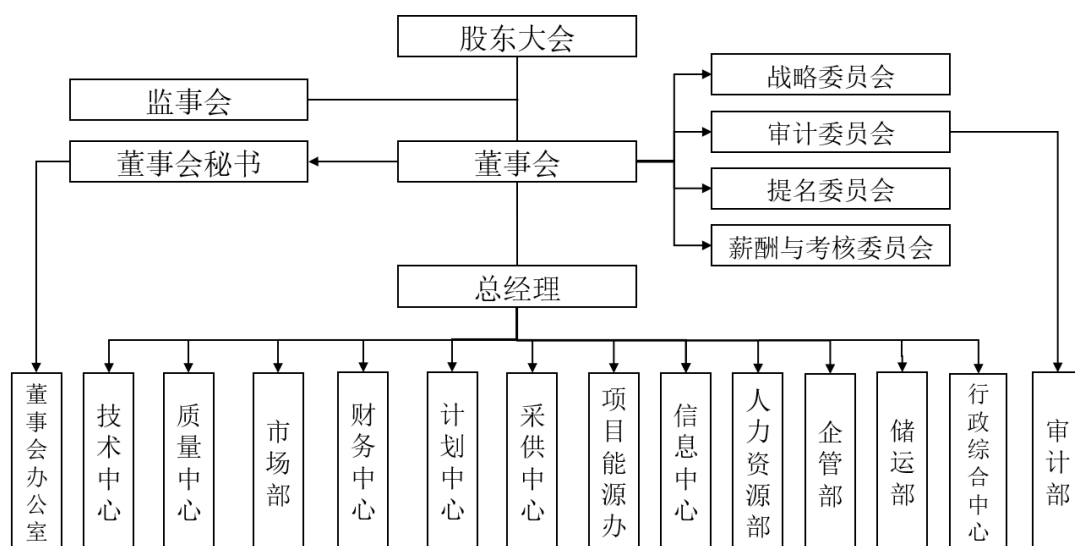 股东大会
战略委员会
监事会
审计委员会
董事会秘书
董事会
提名委员会
薪酬与考核委员会
总经理
董事会办公室
技术中心
质量中心
市场部
财务中心
计划中心
采供中心
项目能源办
信息中心
人力资源部
企管部
储运部
行政综合中心
审计部